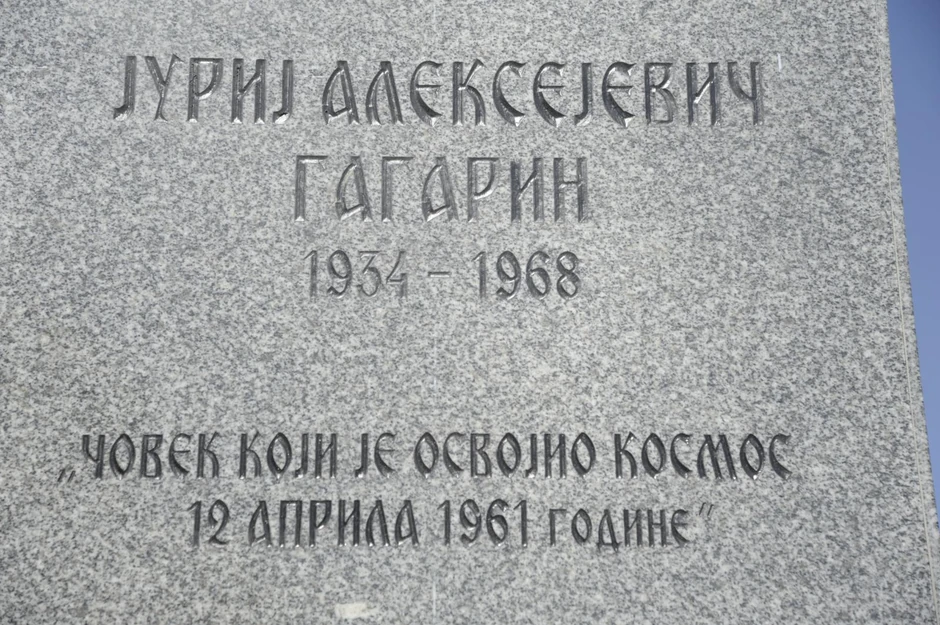 ЈУРИЈ АЛЕКСЕЈЕВИЧ
ГАГАРИН
1934 – 1968
„ЧОВЕК КОЈИ ЈЕ ОСВОЈИО КОСМОС
12 АПРИЛА 1961 ГОДИНЕ”